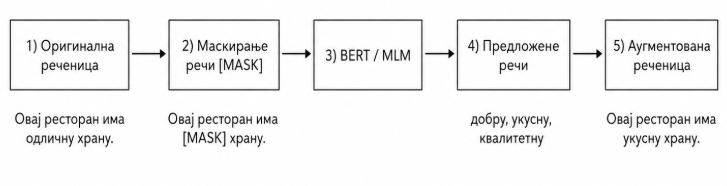 1) Оригинална
реченица
2) Маскирање
речи [MASK]
3) BERT / MLM
4) Предложене
речи
5) Аугментована
реченица
Овај ресторан има
одличну храну.
Овај ресторан има
[MASK] храну.
добру, укусну,
квалитетну
Овај ресторан има
укусну храну.